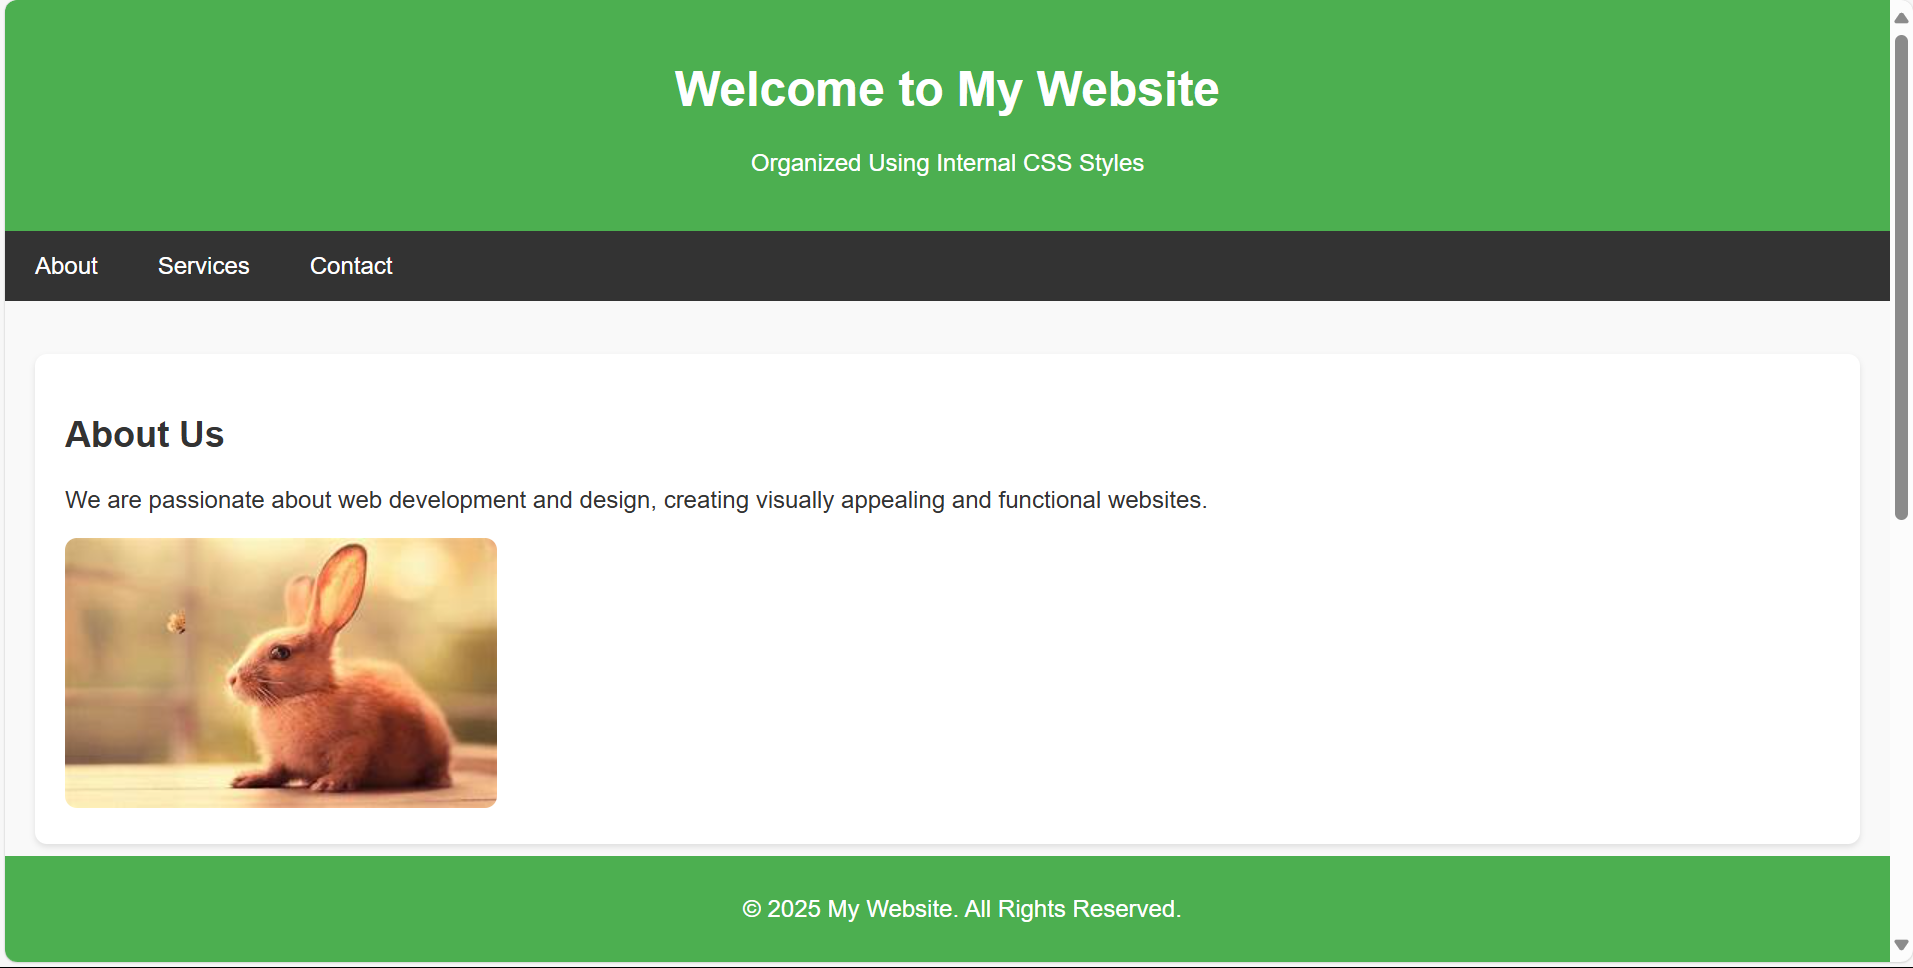 Welcome to My Website
Organized Using Internal CSS Styles
About
Services
Contact
About Us
We are passionate about web development and design, creating visually appealing and functional websites.
© 2025 My Website. All Rights Reserved.